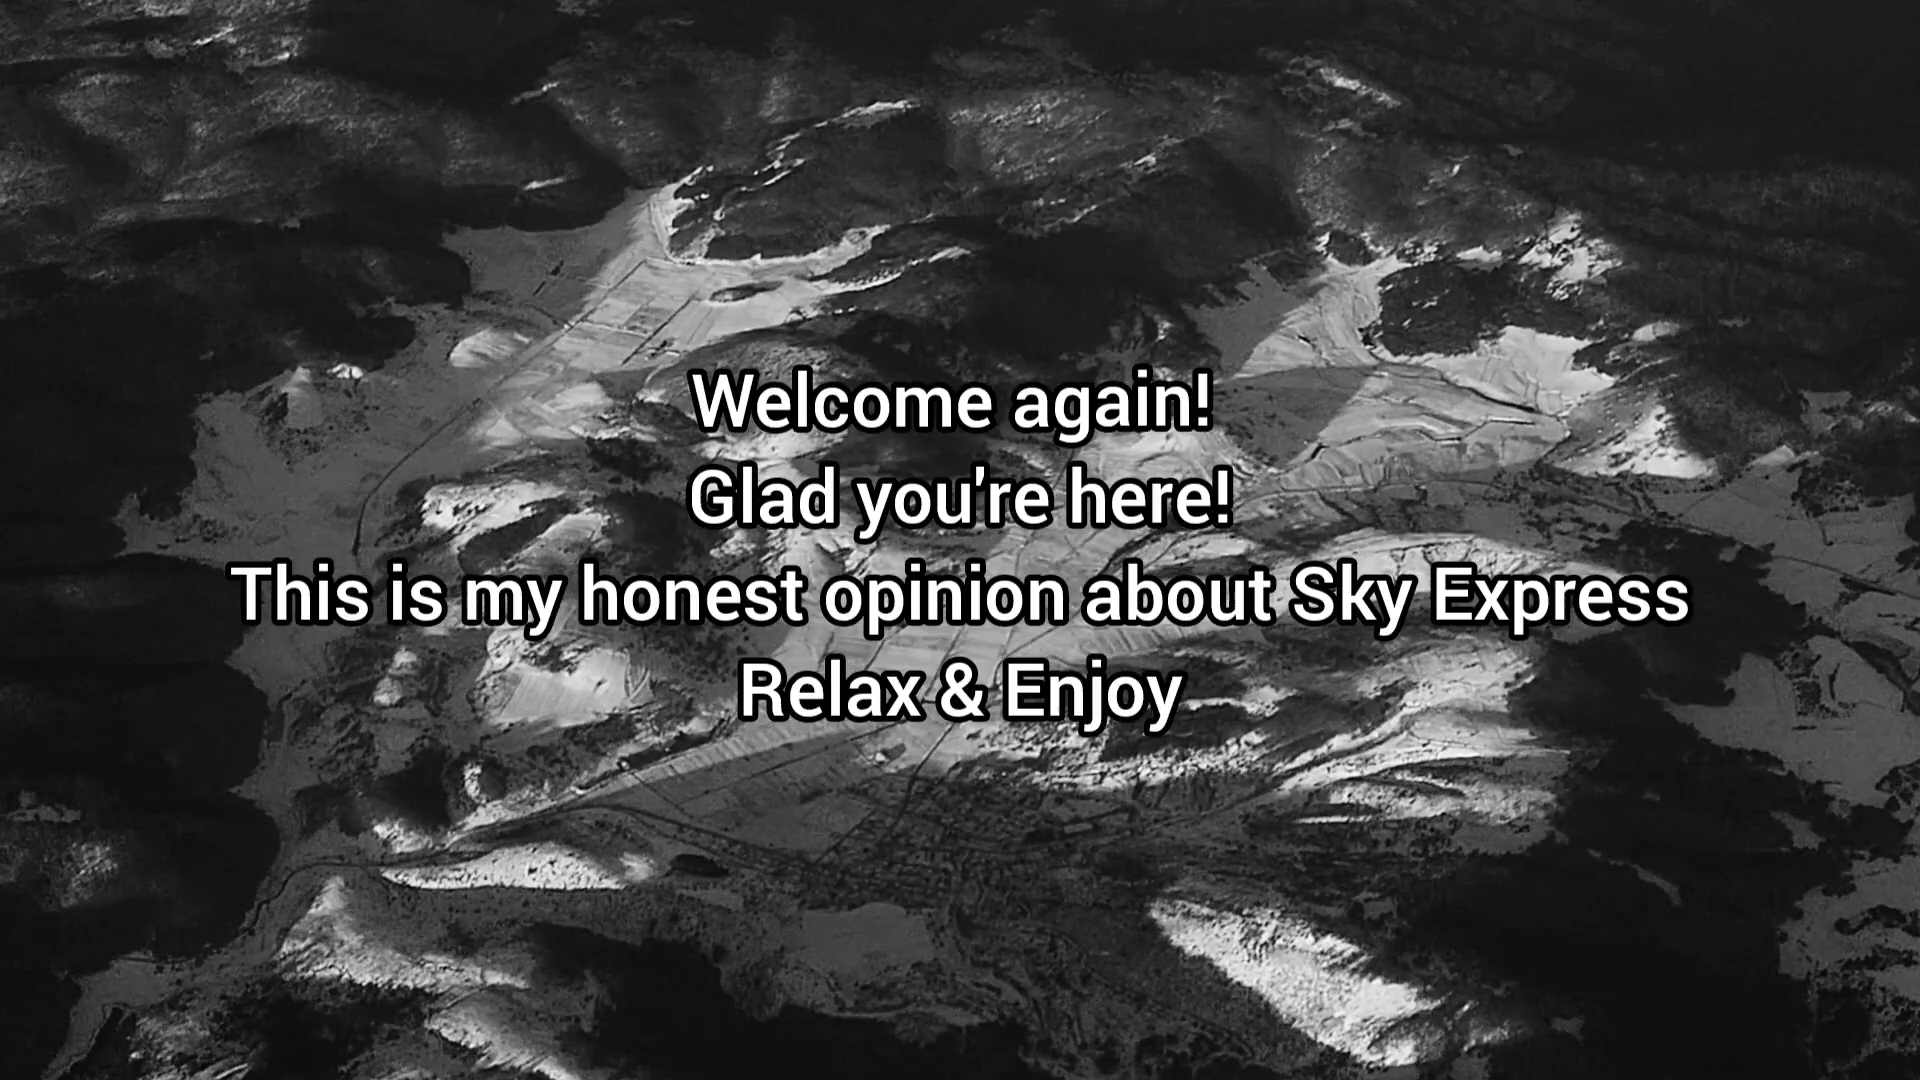 Welcome again!
Glad you're here!
This is my honest opinion about Sky Express
Relax & Enjoy